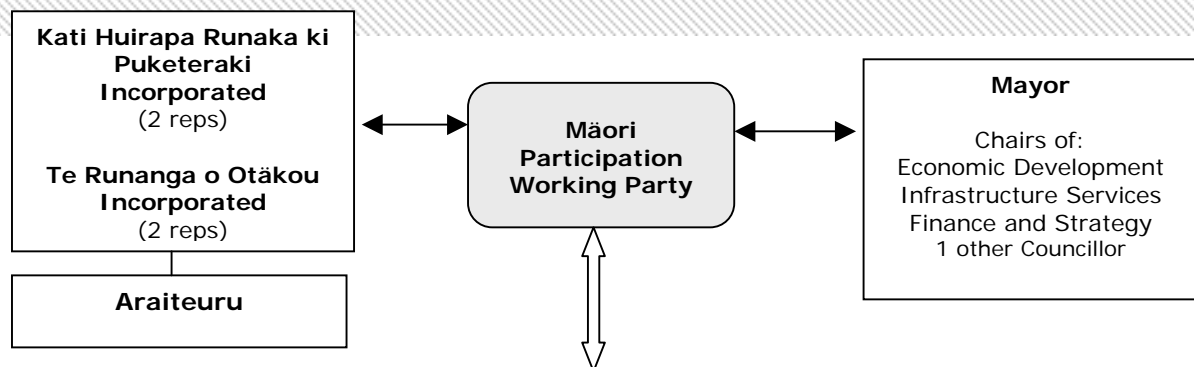 Kati Huirapa Runaka ki
Puketeraki
Incorporated
(2 reps)
Te Runanga o Otäkou
Incorporated
(2 reps)
Araiteuru
Mäori
Participation
Working Party
Mayor
Chairs of:
Economic Development
Infrastructure Services
Finance and Strategy
1 other Councillor